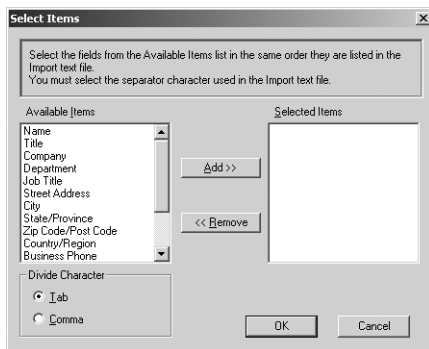 Select Items
Select the fields from the Available Items list in the same order they are listed in the
Import text file.
You must select the separator character used in the Import text file.
Available Items
Selected Items
Name
Title
Company
Department
Job Title
Street Address
City
State/Province
Zip Code/Post Code
Country/Region
Business Phone
Add >>
<< Remove
Divide Character
Tab
Comma
OK
Cancel